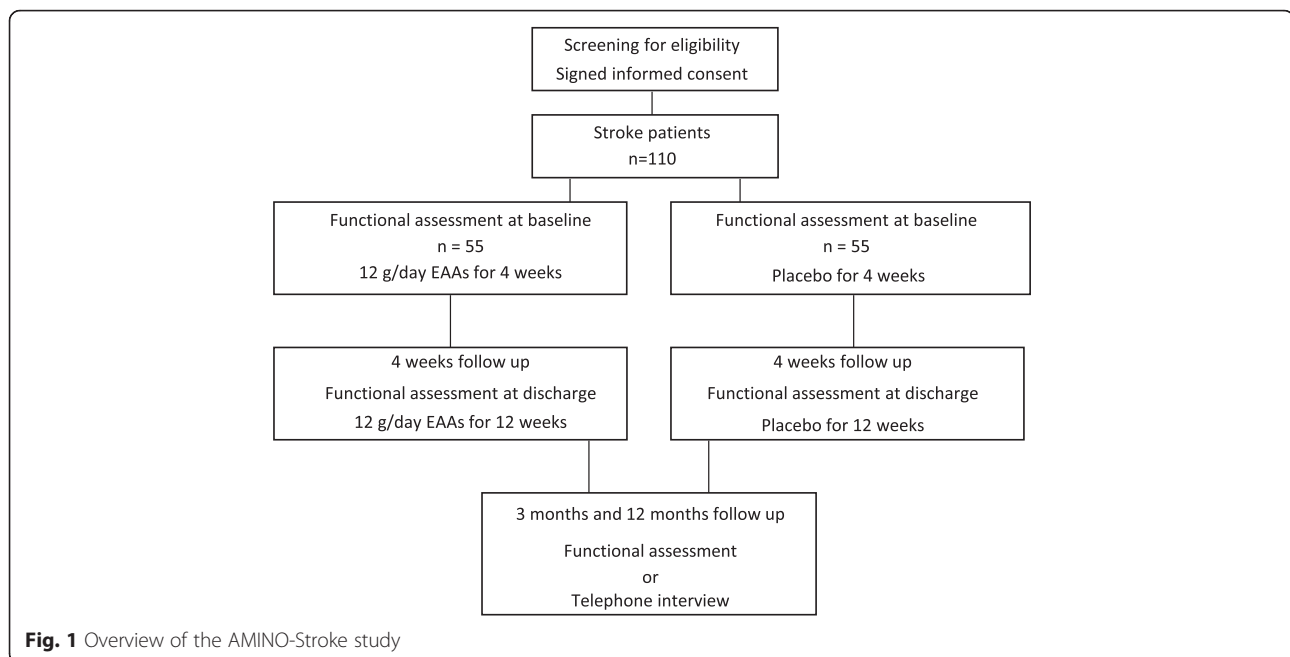 Screening for eligibility
Signed informed consent
Stroke patients
n=110
Functional assessment at baseline
n = 55
12 g/day EAAs for 4 weeks
Functional assessment at baseline
n = 55
Placebo for 4 weeks
4 weeks follow up
Functional assessment at discharge
12 g/day EAAs for 12 weeks
4 weeks follow up
Functional assessment at discharge
Placebo for 12 weeks
3 months and 12 months follow up
Functional assessment
or
Telephone interview
Fig. 1 Overview of the AMINO-Stroke study